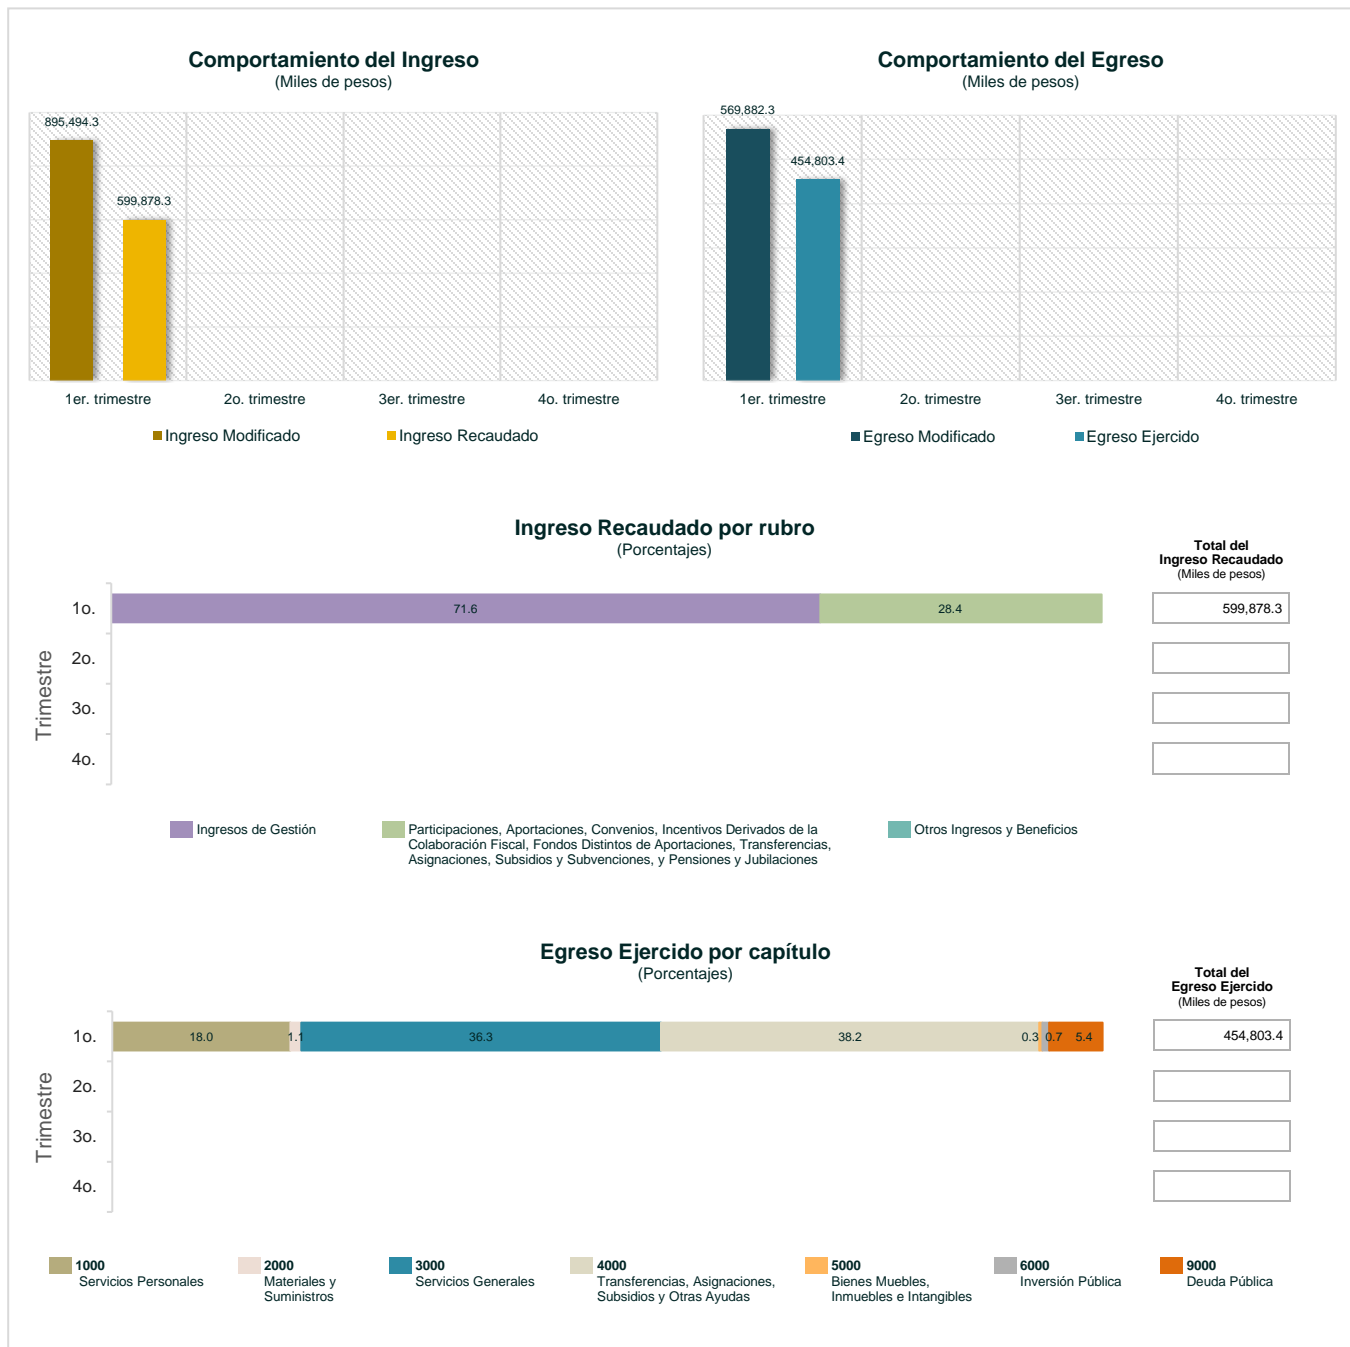 Comportamiento del Ingreso
(Miles de pesos)
895,494.3
599,878.3
1er. trimestre
2o. trimestre
3er. trimestre
4o. trimestre
Ingreso Modificado
Ingreso Recaudado
Comportamiento del Egreso
(Miles de pesos)
569,882.3
454,803.4
1er. trimestre
2o. trimestre
3er. trimestre
4o. trimestre
Egreso Modificado
Egreso Ejercido
Ingreso Recaudado por rubro
(Porcentajes)
Total del
Ingreso Recaudado
(Miles de pesos)
Trimestre
1o.
71.6
28.4
599,878.3
2o.
3o.
4o.
Ingresos de Gestión
Participaciones, Aportaciones, Convenios, Incentivos Derivados de la
Colaboración Fiscal, Fondos Distintos de Aportaciones, Transferencias,
Asignaciones, Subsidios y Subvenciones, y Pensiones y Jubilaciones
Otros Ingresos y Beneficios
Egreso Ejercido por capítulo
(Porcentajes)
Total del
Egreso Ejercido
(Miles de pesos)
Trimestre
1o.
18.0
1.1
36.3
38.2
0.3
0.7
5.4
454,803.4
2o.
3o.
4o.
1000
Servicios Personales
2000
Materiales y
Suministros
3000
Servicios Generales
4000
Transferencias, Asignaciones,
Subsidios y Otras Ayudas
5000
Bienes Muebles,
Inmuebles e Intangibles
6000
Inversión Pública
9000
Deuda Pública